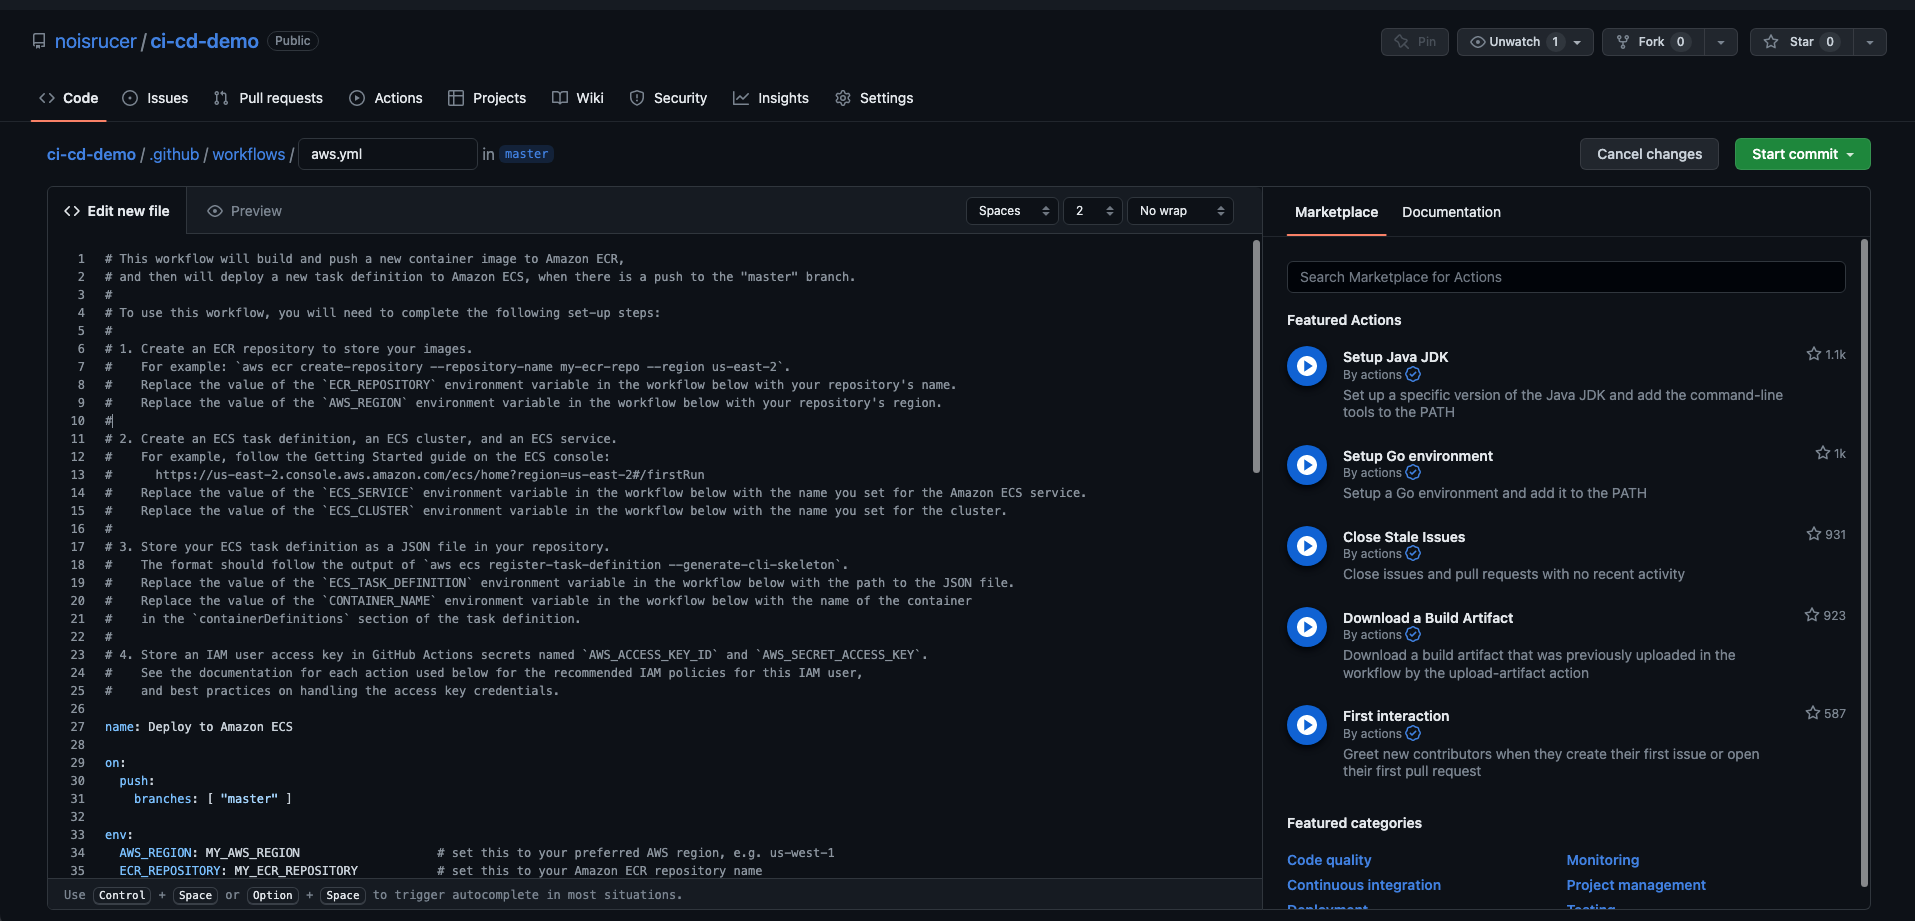 noisrucer / ci-cd-demo Public
Pin
Unwatch 1
Fork 0
Star 0
Code
Issues
Pull requests
Actions
Projects
Wiki
Security
Insights
Settings
ci-cd-demo / .github / workflows / aws.yml in master
Cancel changes
Start commit
Edit new file
Preview
Spaces
2
No wrap
1 # This workflow will build and push a new container image to Amazon ECR,
2 # and then will deploy a new task definition to Amazon ECS, when there is a push to the "master" branch.
3 #
4 # To use this workflow, you will need to complete the following set-up steps:
5 #
6 # 1. Create an ECR repository to store your images.
7 #    For example: `aws ecr create-repository --repository-name my-ecr-repo --region us-east-2`.
8 #    Replace the value of the `ECR_REPOSITORY` environment variable in the workflow below with your repository's name.
9 #    Replace the value of the `AWS_REGION` environment variable in the workflow below with your repository's region.
10 #
11 # 2. Create an ECS task definition, an ECS cluster, and an ECS service.
12 #    For example, follow the Getting Started guide on the ECS console:
13 #      https://us-east-2.console.aws.amazon.com/ecs/home?region=us-east-2#/firstRun
14 #    Replace the value of the `ECS_SERVICE` environment variable in the workflow below with the name you set for the Amazon ECS service.
15 #    Replace the value of the `ECS_CLUSTER` environment variable in the workflow below with the name you set for the cluster.
16 #
17 # 3. Store your ECS task definition as a JSON file in your repository.
18 #    The format should follow the output of `aws ecs register-task-definition --generate-cli-skeleton`.
19 #    Replace the value of the `ECS_TASK_DEFINITION` environment variable in the workflow below with the path to the JSON file.
20 #    Replace the value of the `CONTAINER_NAME` environment variable in the workflow below with the name of the container
21 #    in the `containerDefinitions` section of the task definition.
22 #
23 # 4. Store an IAM user access key in GitHub Actions secrets named `AWS_ACCESS_KEY_ID` and `AWS_SECRET_ACCESS_KEY`.
24 #    See the documentation for each action used below for the recommended IAM policies for this IAM user,
25 #    and best practices on handling the access key credentials.
26
27 name: Deploy to Amazon ECS
28
29 on:
30   push:
31     branches: [ "master" ]
32
33 env:
34   AWS_REGION: MY_AWS_REGION                   # set this to your preferred AWS region, e.g. us-west-1
35   ECR_REPOSITORY: MY_ECR_REPOSITORY           # set this to your Amazon ECR repository name
Use Control + Space or Option + Space to trigger autocomplete in most situations.
Marketplace
Documentation
Search Marketplace for Actions
Featured Actions
Setup Java JDK 1.1k
By actions
Set up a specific version of the Java JDK and add the command-line
tools to the PATH
Setup Go environment 1k
By actions
Setup a Go environment and add it to the PATH
Close Stale Issues 931
By actions
Close issues and pull requests with no recent activity
Download a Build Artifact 923
By actions
Download a build artifact that was previously uploaded in the
workflow by the upload-artifact action
First interaction 587
By actions
Greet new contributors when they create their first issue or open
their first pull request
Featured categories
Code quality
Monitoring
Continuous integration
Project management
Deployment
Testing